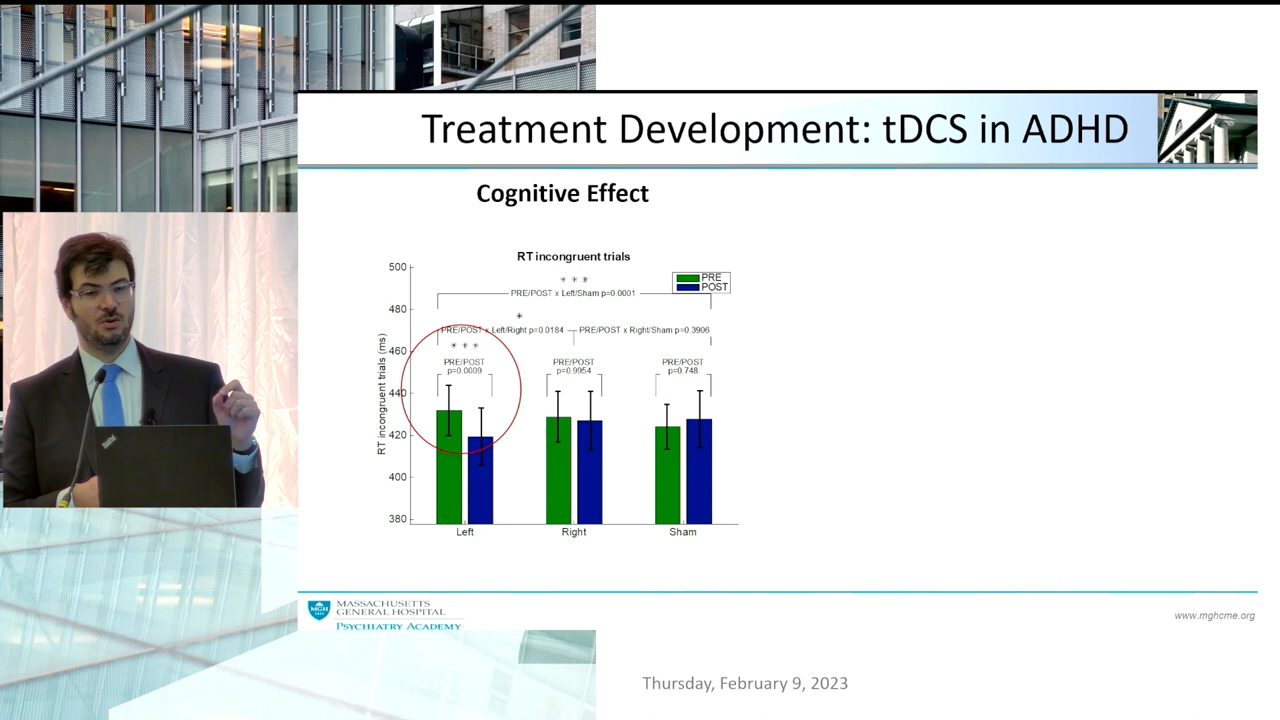 Treatment Development: tDCS in ADHD
Cognitive Effect
RT incongruent trials
PRE
POST
* * *
PRE/POST x Left/Sham p=0.0001
*
PRE/POST x Left/Right p=0.0184
PRE/POST x Right/Sham p=0.3906
* * *
PRE/POST
p=0.0009
PRE/POST
p=0.9954
PRE/POST
p=0.748
RT incongruent trials (ms)
500
480
460
440
420
400
380
Left
Right
Sham
ThinkPad
MGH
1811
MASSACHUSETTS
GENERAL HOSPITAL
PSYCHIATRY ACADEMY
www.mghcme.org
Thursday, February 9, 2023